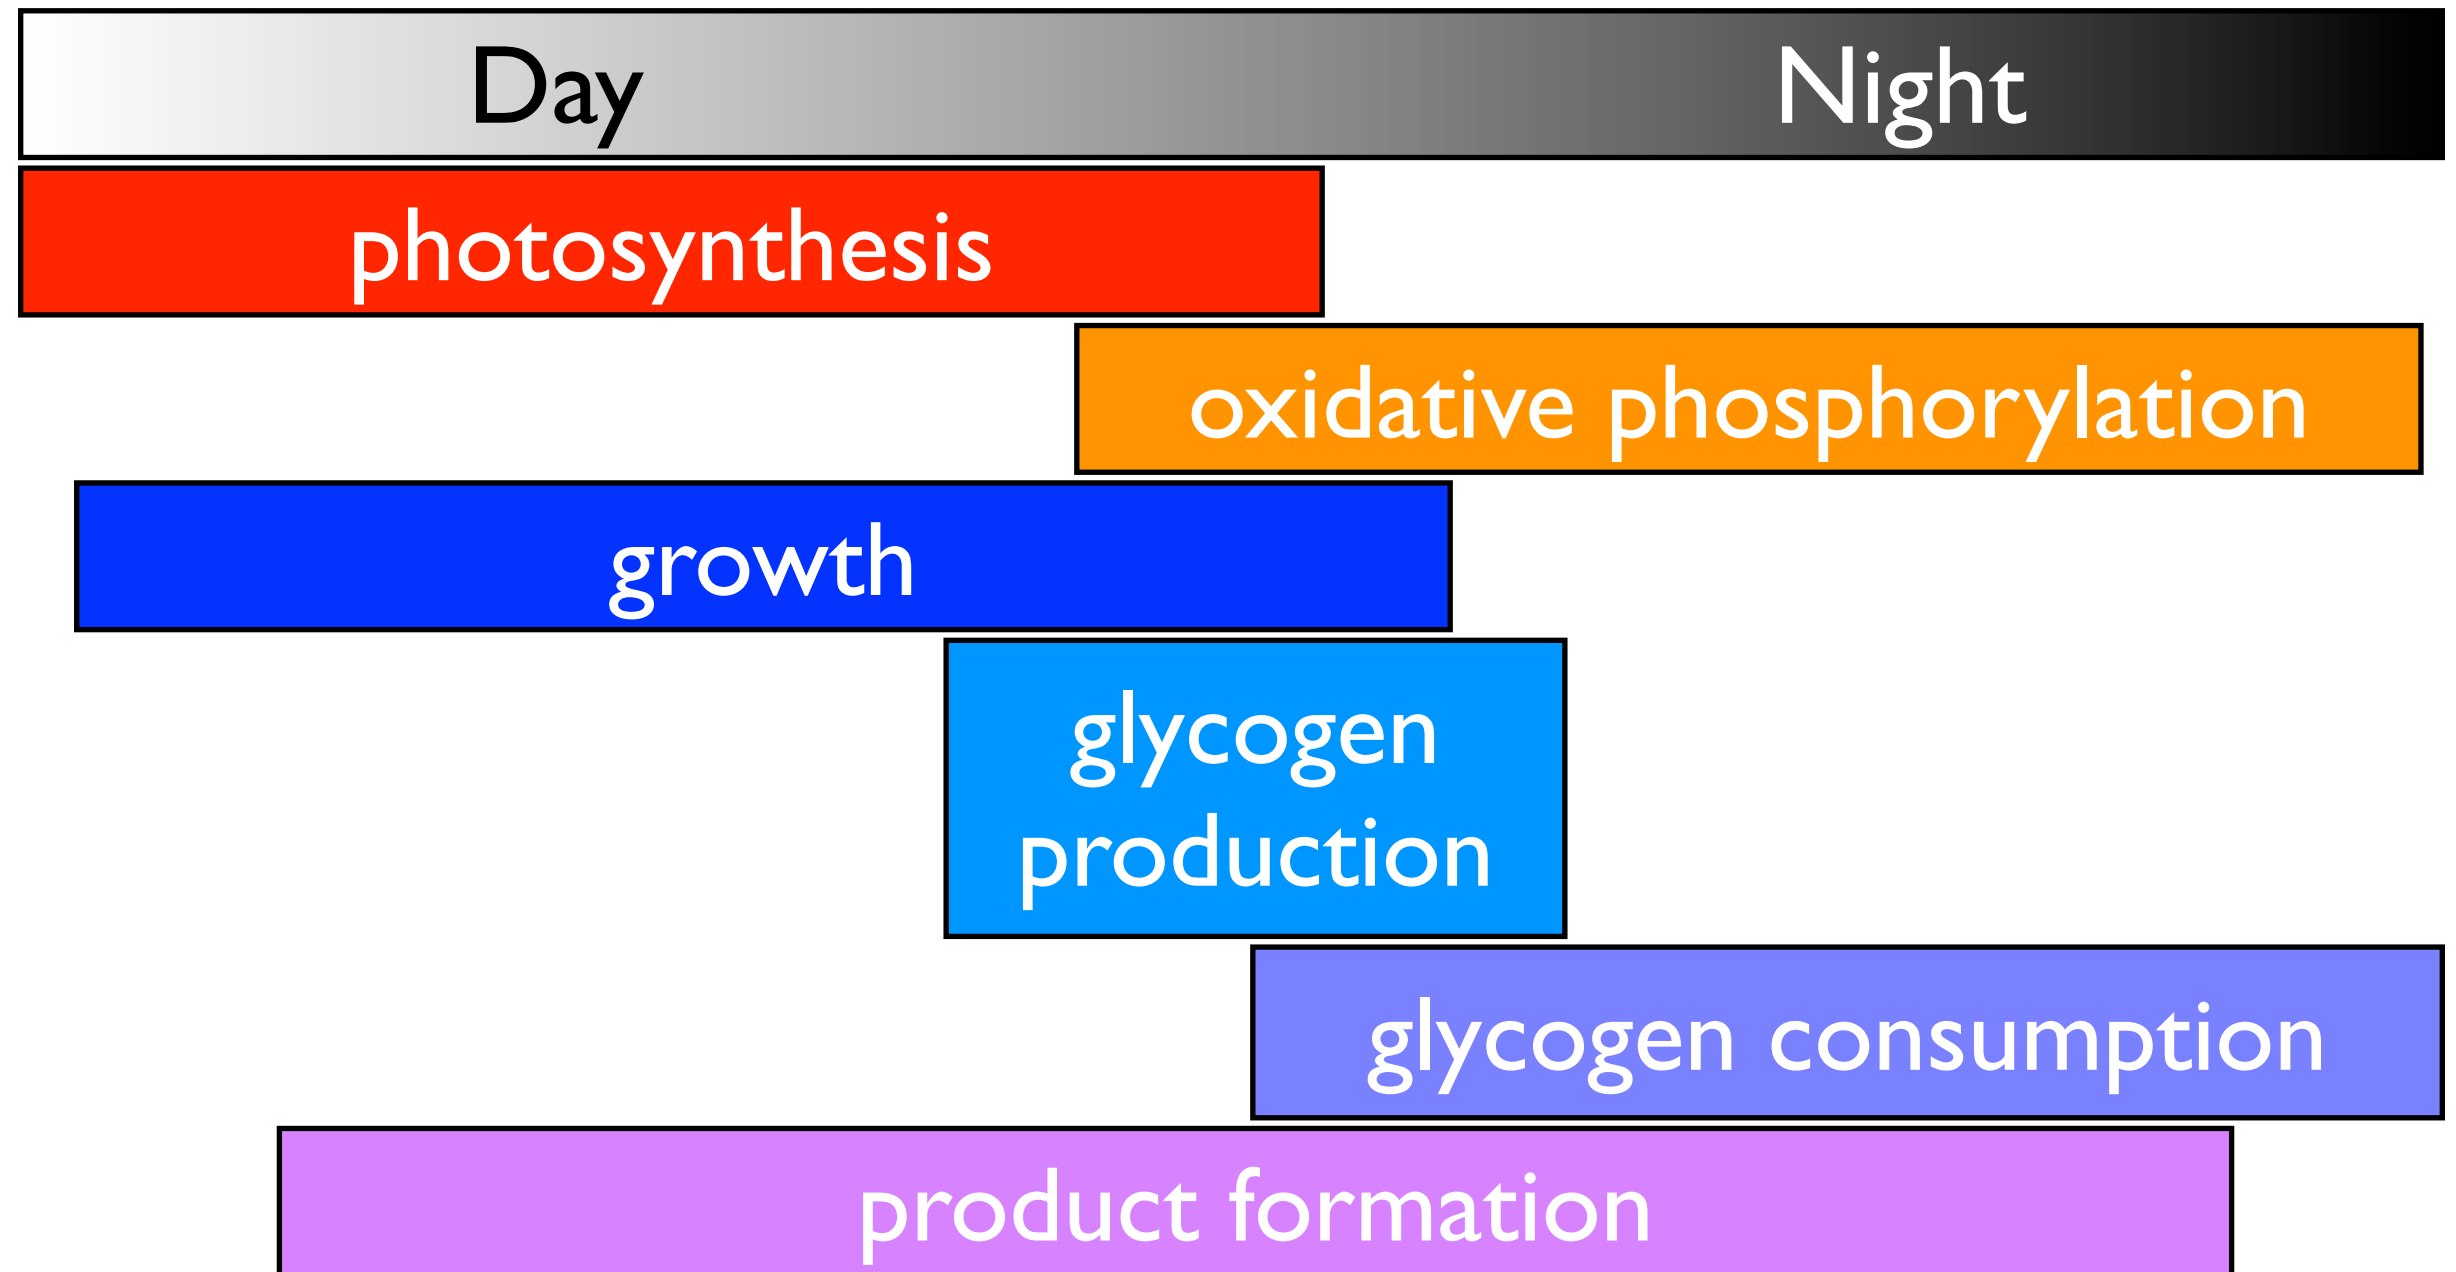 Day Night
photosynthesis
oxidative phosphorylation
growth
glycogen
production
glycogen consumption
product formation